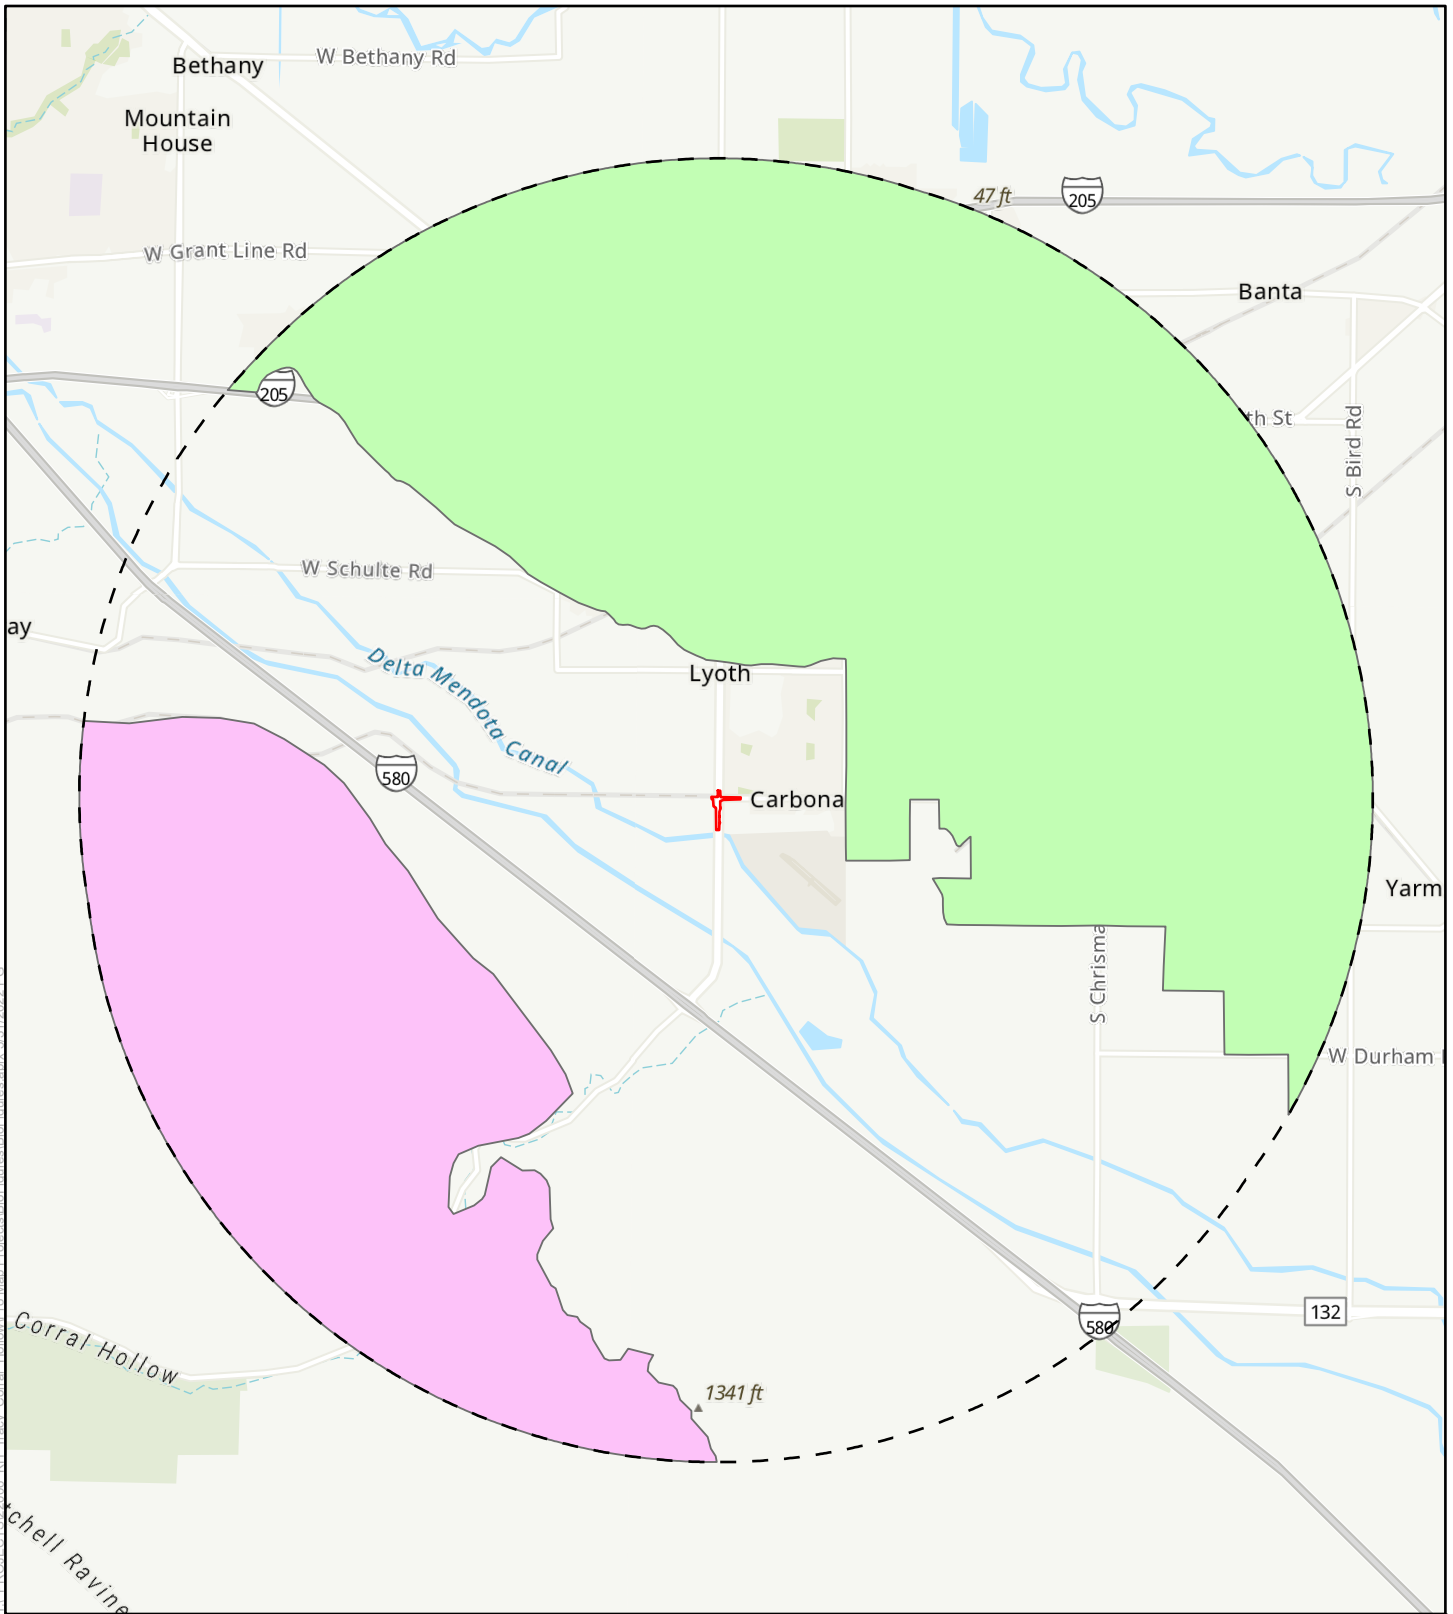 W Bethany Rd
Bethany
Mountain
House
47 ft
205
W Grant Line Rd
Banta
205
th St
S Bird Rd
W Schulte Rd
ay
Delta Mendota Canal
Lyoth
580
Carbona
Yarm
S Chrisma
W Durham
580
132
Corral Hollow
1341 ft
chell Ravine